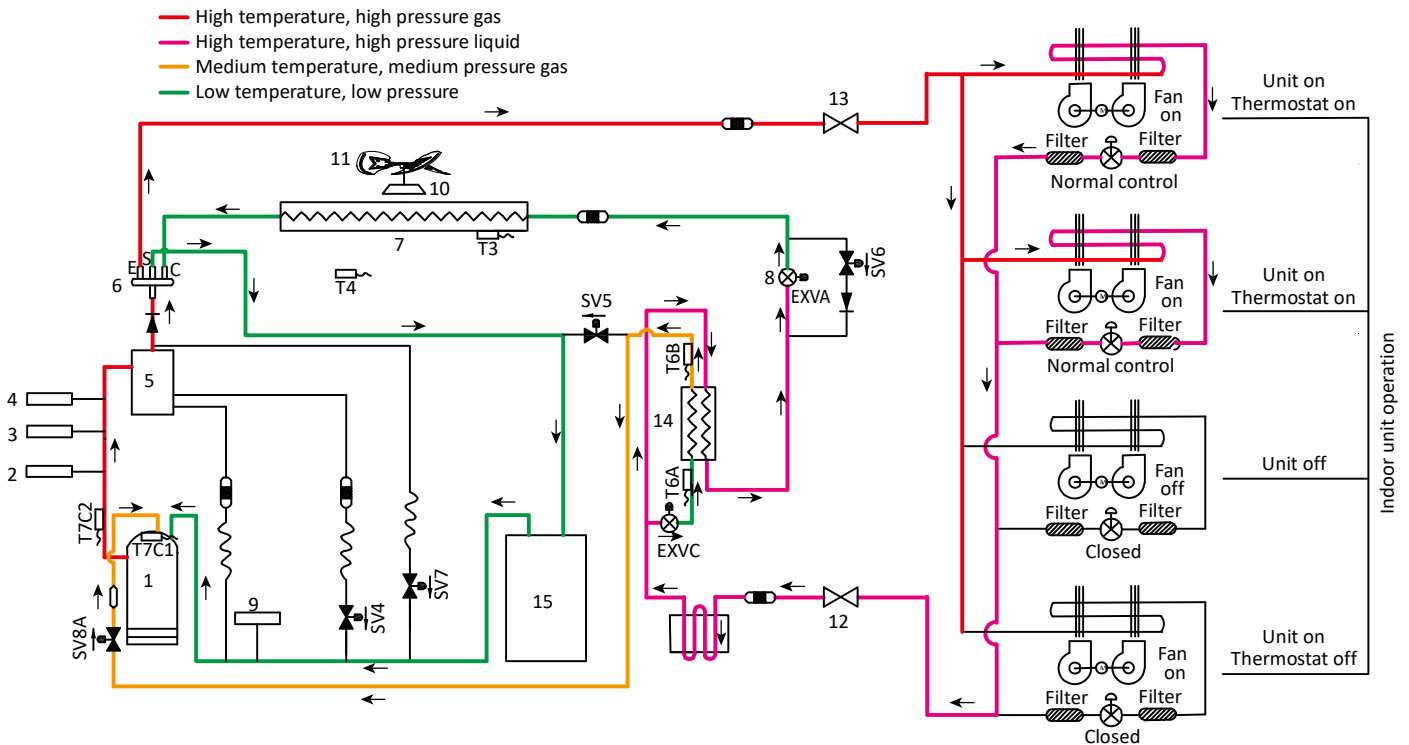 High temperature, high pressure gas
High temperature, high pressure liquid
Medium temperature, medium pressure gas
Low temperature, low pressure
13
11
10
7
T3
T4
E
S
C
6
8
EXVA
SV6
SV5
T6B
14
T6A
EXVC
5
4
3
2
T7C2
T7C1
1
SV8A
9
SV4
SV7
15
12
Fan
on
Filter
Filter
Normal control
Unit on
Thermostat on
Fan
on
Filter
Filter
Normal control
Unit on
Thermostat on
Fan
off
Filter
Filter
Closed
Unit off
Fan
on
Filter
Filter
Closed
Unit on
Thermostat off
Indoor unit operation